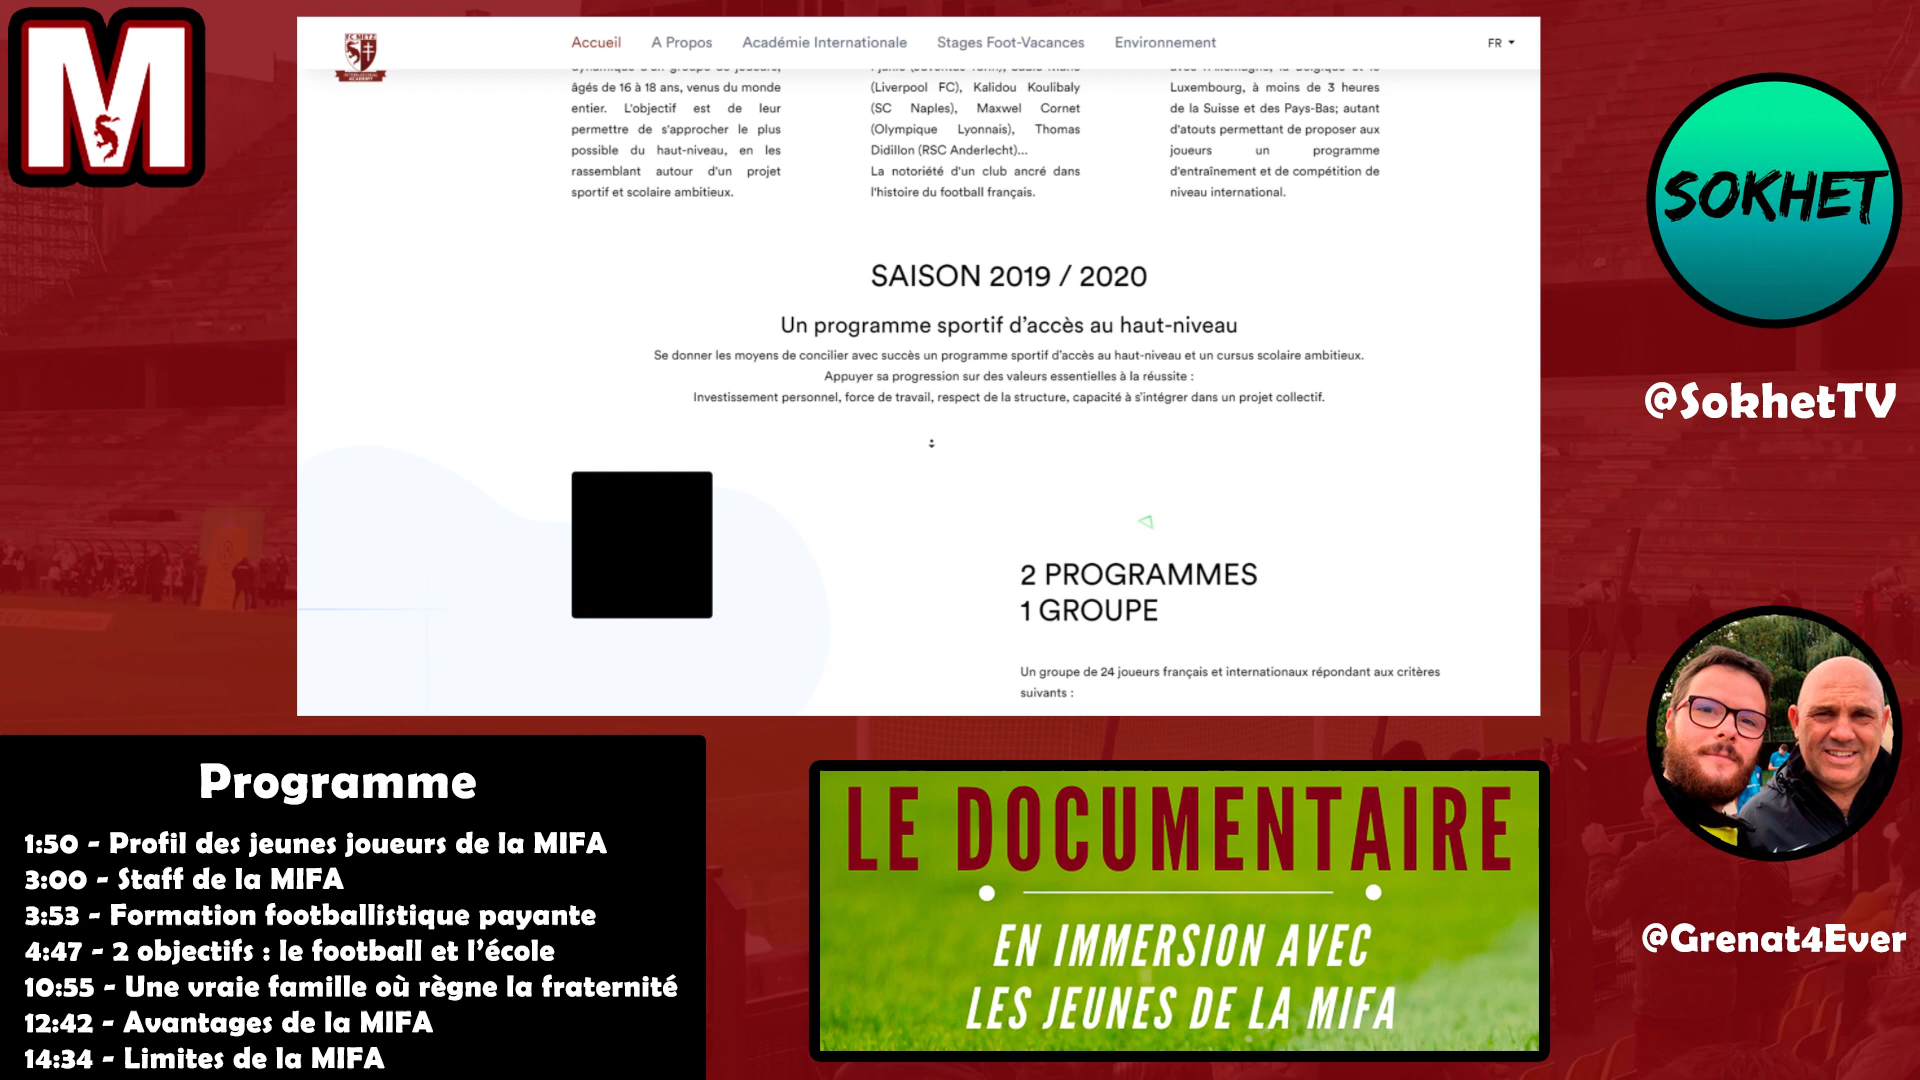 M
FC METZ
INTERNATIONAL
ACADEMY
Accueil
A Propos
Académie Internationale
Stages Foot-Vacances
Environnement
FR
âgés de 16 à 18 ans, venus du monde
entier. L'objectif est de leur
permettre de s'approcher le plus
possible du haut-niveau, en les
rassemblant autour d'un projet
sportif et scolaire ambitieux.
(Liverpool FC), Kalidou Koulibaly
(SC Naples), Maxwel Cornet
(Olympique Lyonnais), Thomas
Didillon (RSC Anderlecht)...
La notoriété d'un club ancré dans
l'histoire du football français.
Luxembourg, à moins de 3 heures
de la Suisse et des Pays-Bas; autant
d'atouts permettant de proposer aux
joueurs un programme
d'entraînement et de compétition de
niveau international.
SAISON 2019 / 2020
Un programme sportif d'accès au haut-niveau
Se donner les moyens de concilier avec succès un programme sportif d'accès au haut-niveau et un cursus scolaire ambitieux.
Appuyer sa progression sur des valeurs essentielles à la réussite :
Investissement personnel, force de travail, respect de la structure, capacité à s'intégrer dans un projet collectif.
2 PROGRAMMES
1 GROUPE
Un groupe de 24 joueurs français et internationaux répondant aux critères
suivants :
SOKHET
@SokhetTV
@Grenat4Ever
Programme
1:50 - Profil des jeunes joueurs de la MIFA
3:00 - Staff de la MIFA
3:53 - Formation footballistique payante
4:47 - 2 objectifs : le football et l'école
10:55 - Une vraie famille où règne la fraternité
12:42 - Avantages de la MIFA
14:34 - Limites de la MIFA
LE DOCUMENTAIRE
EN IMMERSION AVEC
LES JEUNES DE LA MIFA